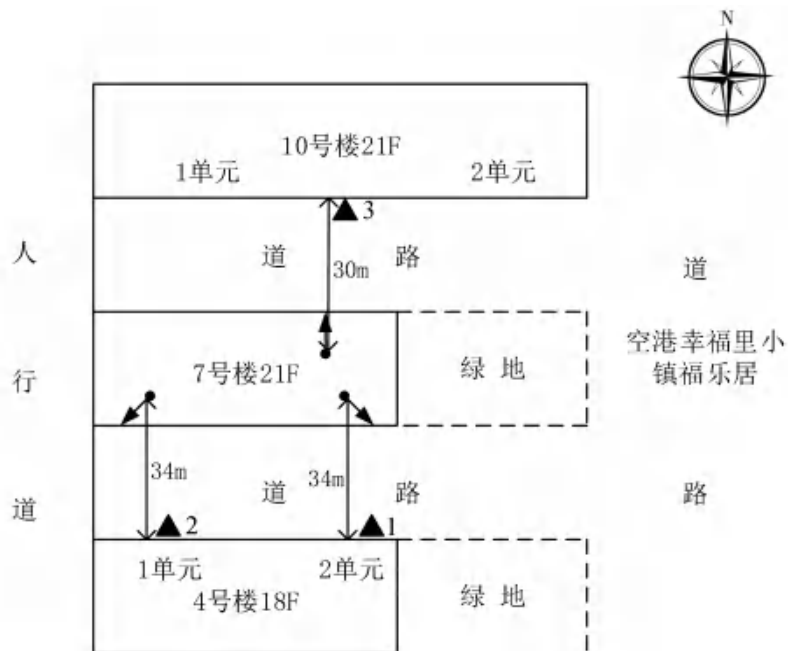 N
10号楼21F
1单元 2单元
3
人
道 路
30m
道
空港幸福里小
镇福乐居
7号楼21F
绿 地
行
34m
34m
道 路
路
道
2
1
1单元 2单元
4号楼18F
绿 地